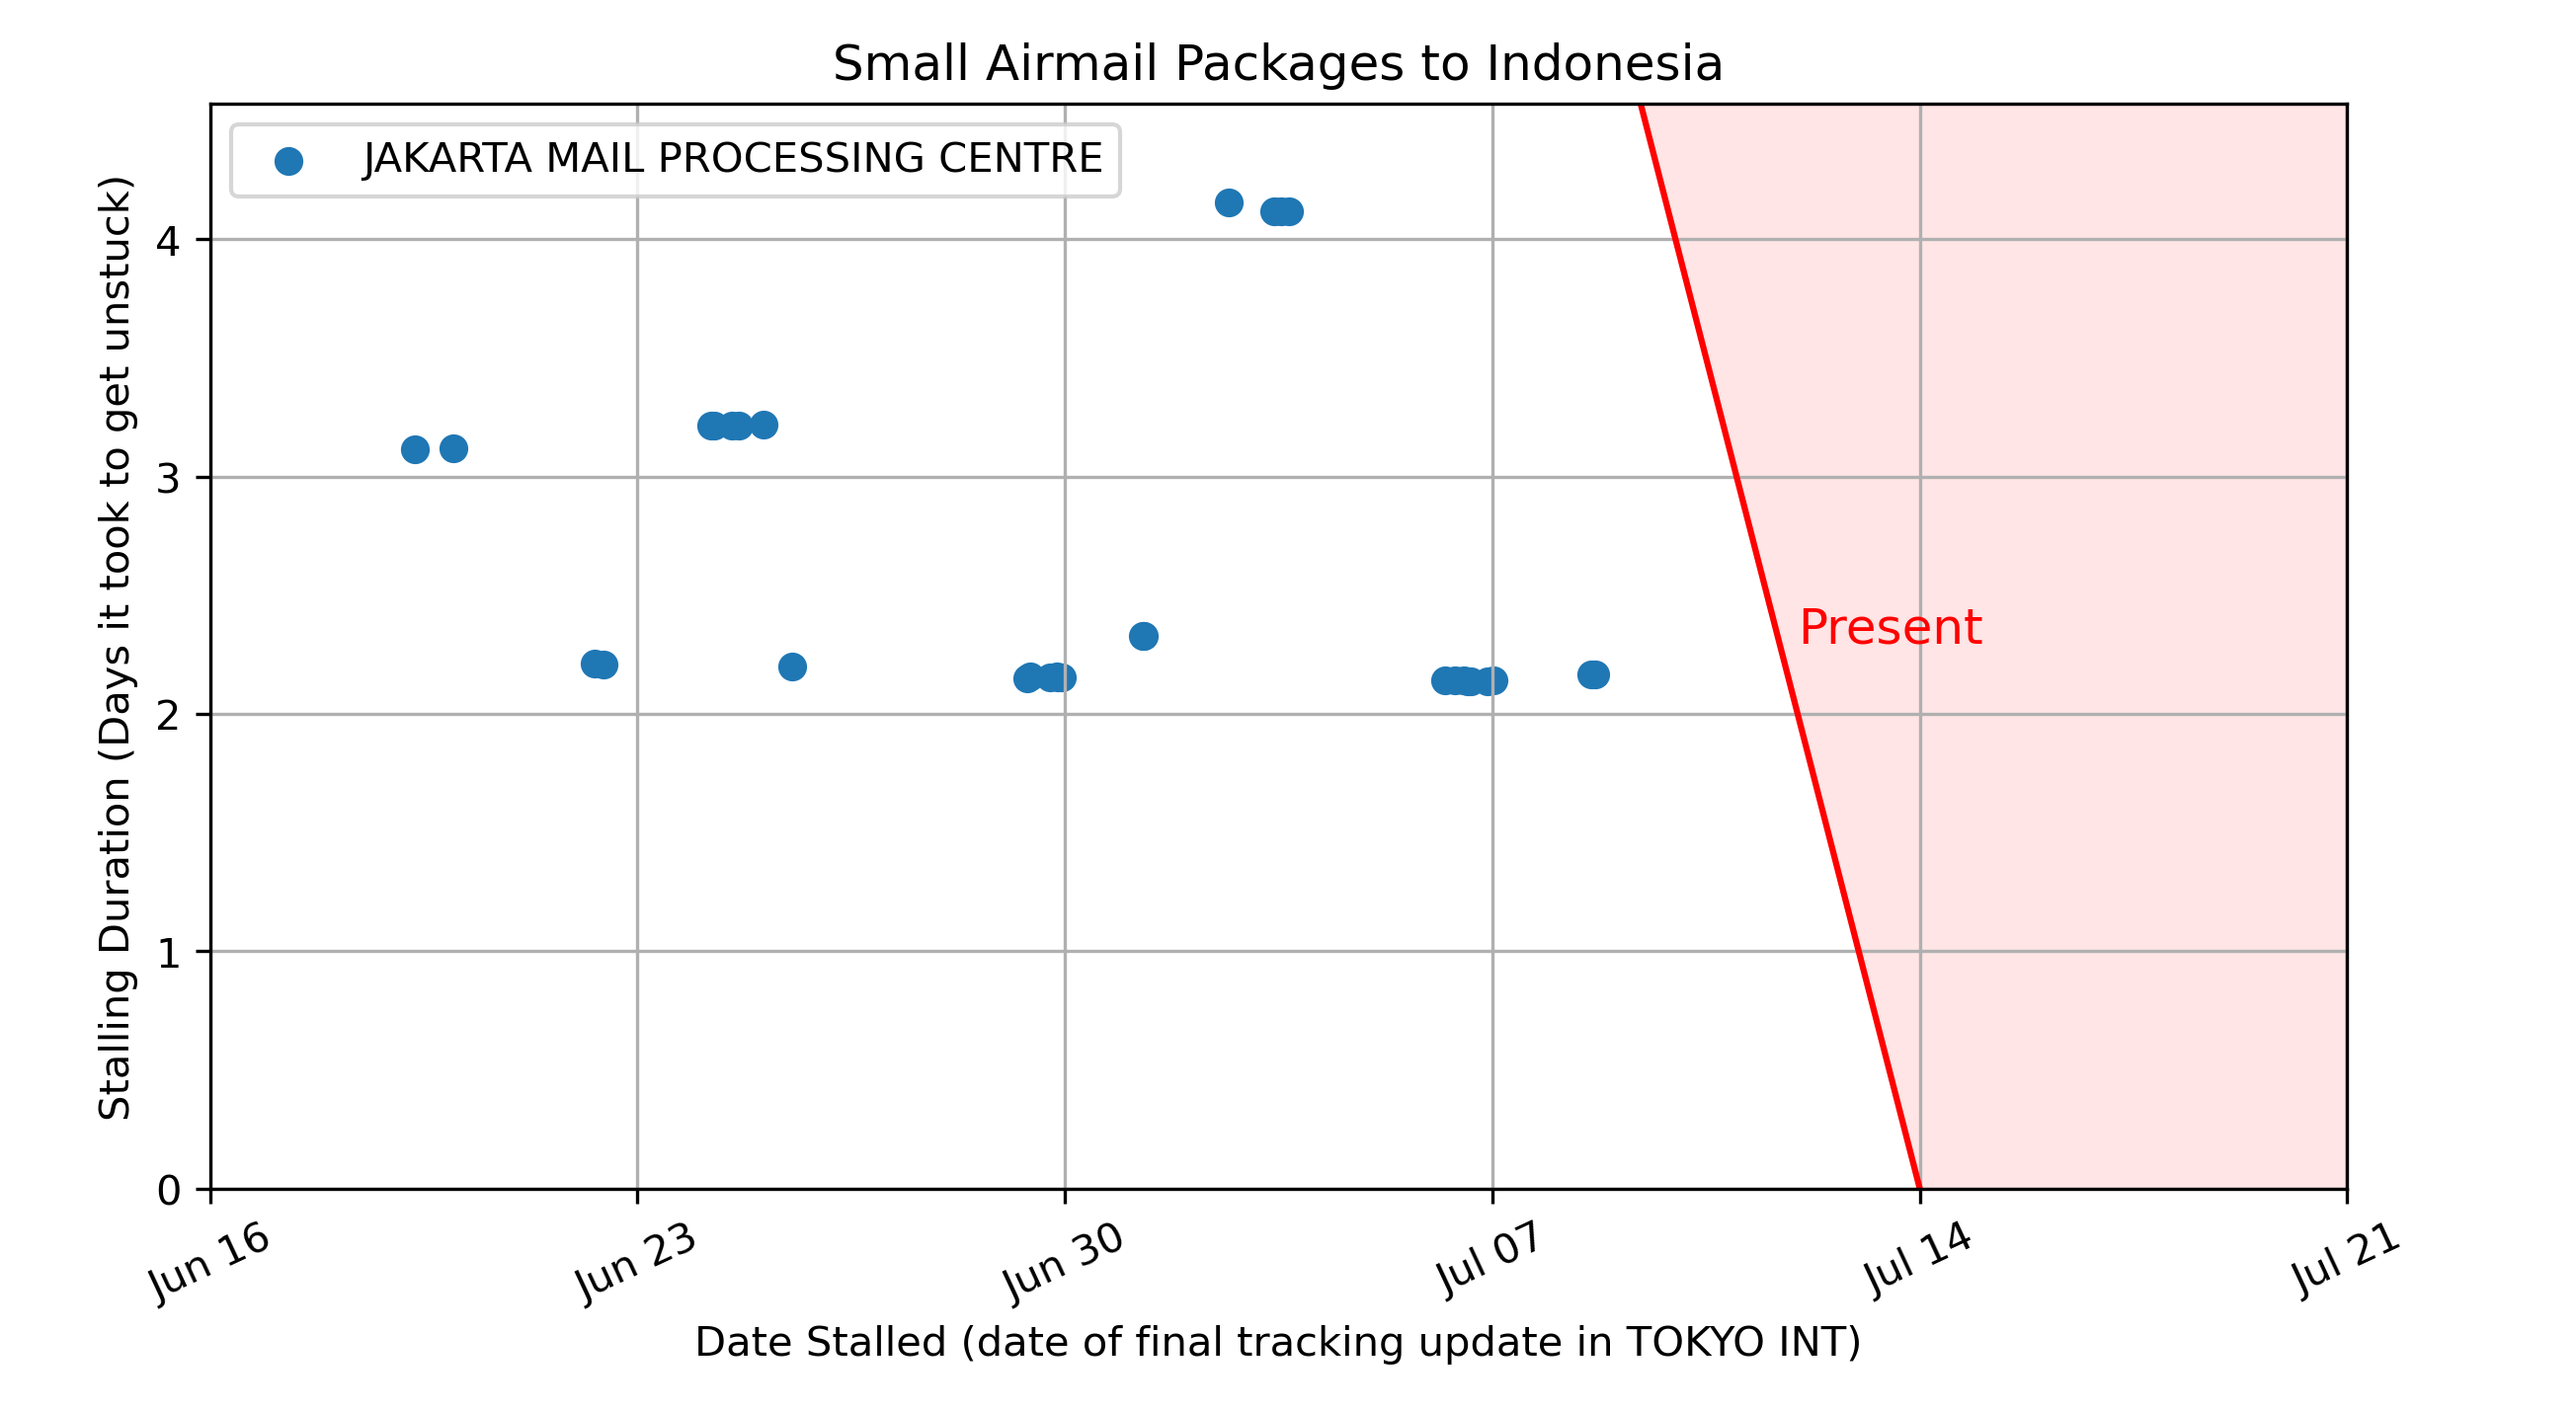 Small Airmail Packages to Indonesia
JAKARTA MAIL PROCESSING CENTRE
Stalling Duration (Days it took to get unstuck)
4
3
2
1
0
Present
Jun 16
Jun 23
Jun 30
Jul 07
Jul 14
Jul 21
Date Stalled (date of final tracking update in TOKYO INT)